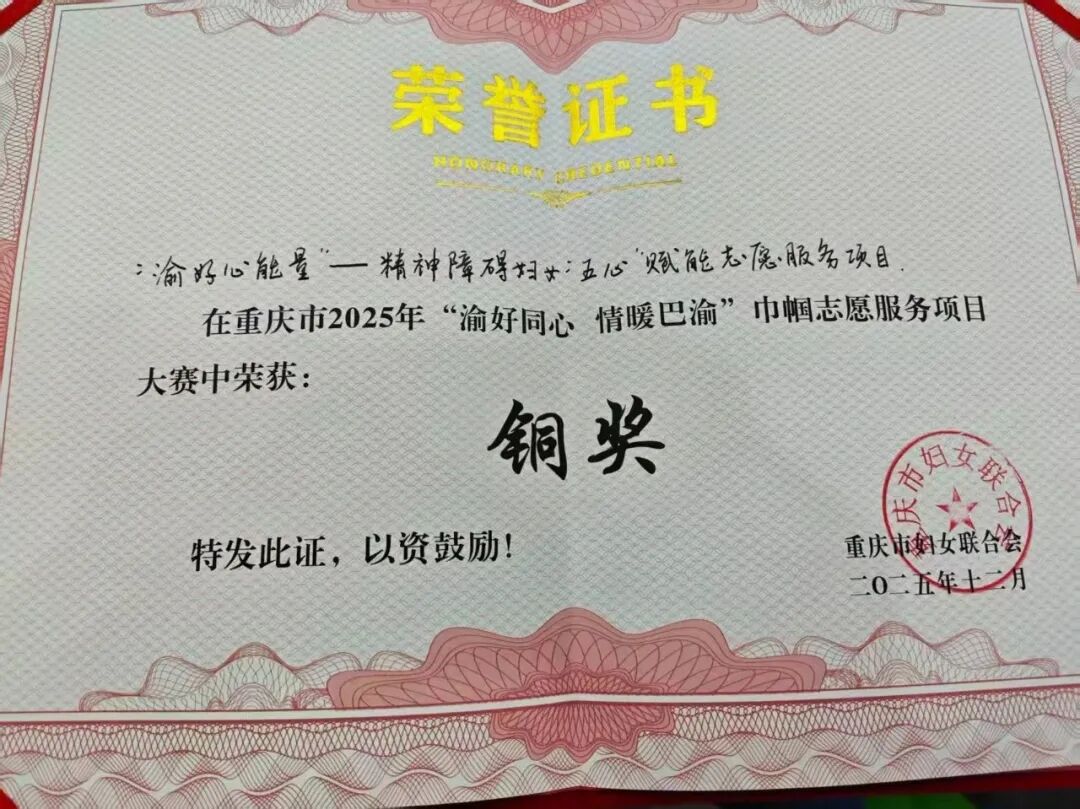 荣誉证书
HONORARY CREDENTIAL
“渝好心能量”—精神障碍妇女“五心”赋能志愿服务项目.
在重庆市2025年“渝好同心 情暖巴渝”巾帼志愿服务项目
大赛中荣获：
铜奖
特发此证，以资鼓励！
重庆市妇女联合会
重庆市妇女联合会
二〇二五年十二月